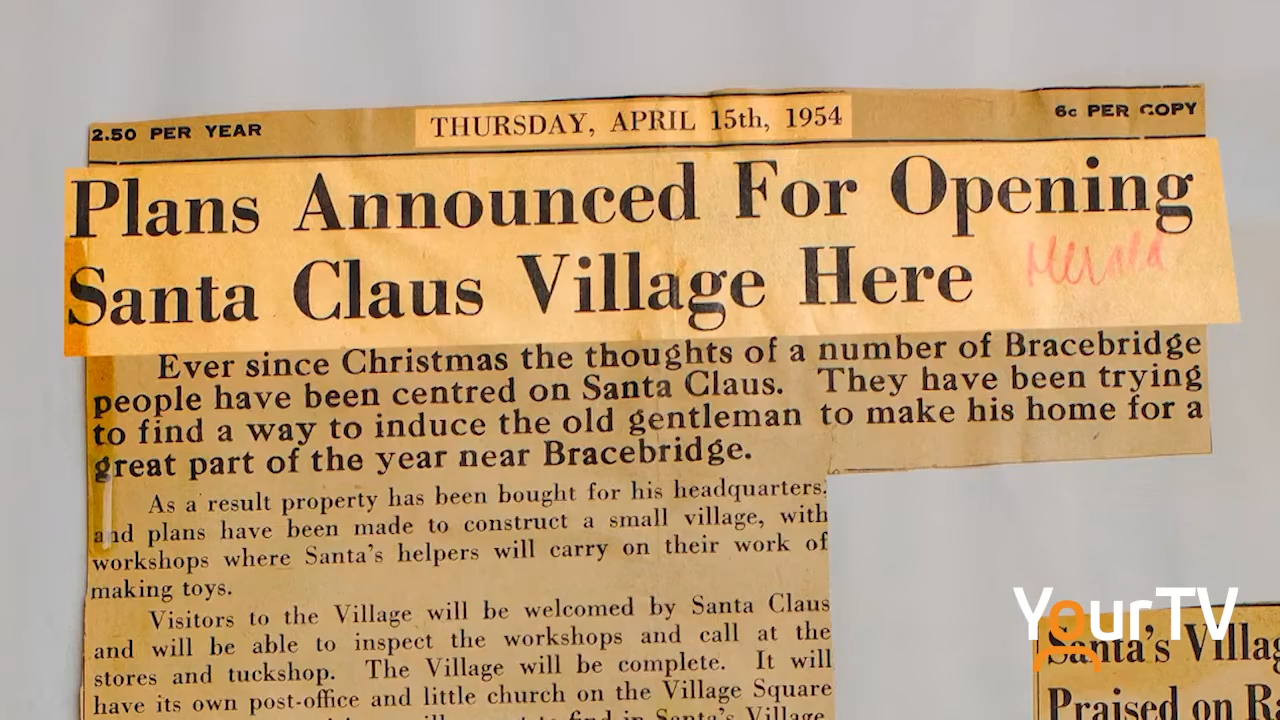 2.50 PER YEAR THURSDAY, APRIL 15th, 1954 6c PER COPY
Plans Announced For Opening
Santa Claus Village Here
Herald
Ever since Christmas the thoughts of a number of Bracebridge
people have been centred on Santa Claus. They have been trying
to find a way to induce the old gentleman to make his home for a
great part of the year near Bracebridge.
As a result property has been bought for his headquarters.
and plans have been made to construct a small village, with
workshops where Santa's helpers will carry on their work of
making toys.
Visitors to the Village will be welcomed by Santa Claus
and will be able to inspect the workshops and call at the
stores and tuckshop. The Village will be complete. It will
have its own post-office and little church on the Village Square
to find in Santa's Village
YourTV
Santa's Villag
Praised on Ra